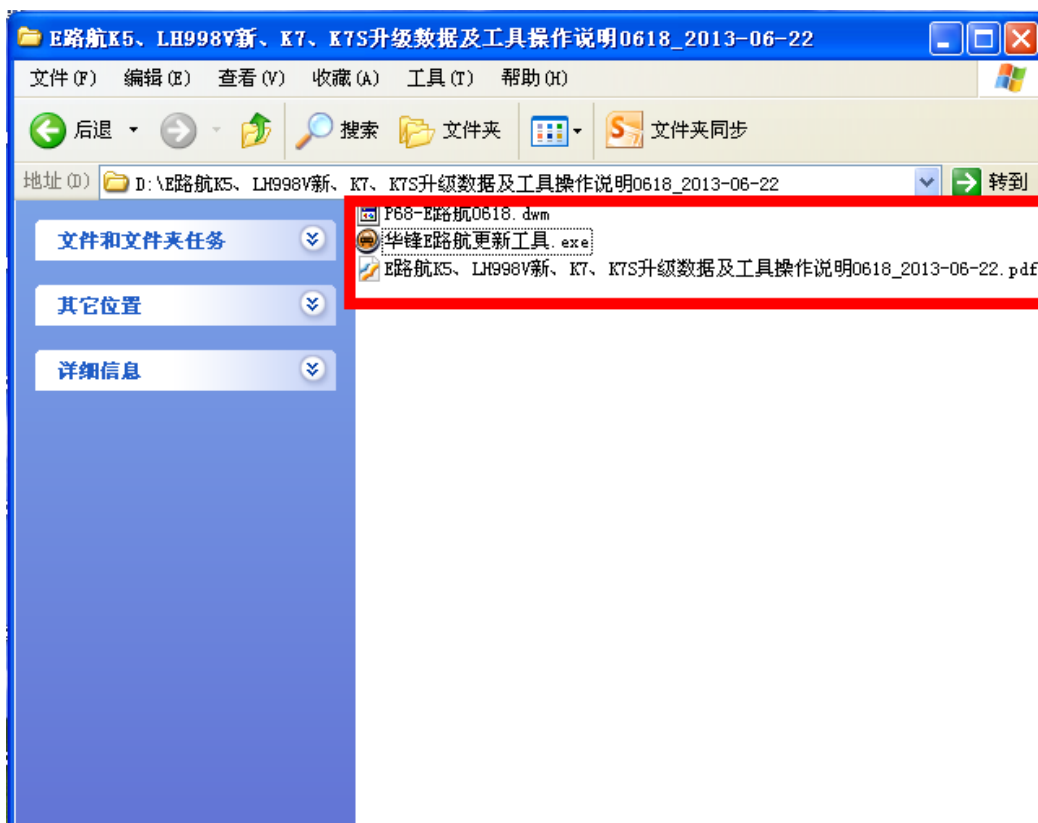 E路航K5、LH998V新、K7、K7S升级数据及工具操作说明0618_2013-06-22
文件(F) 编辑(E) 查看(V) 收藏(A) 工具(T) 帮助(H)
后退 搜索 文件夹 文件夹同步
地址(D) D:\E路航K5、LH998V新、K7、K7S升级数据及工具操作说明0618_2013-06-22 转到
文件和文件夹任务
其它位置
详细信息
P68-E路航0618.dwm
华锋E路航更新工具.exe
E路航K5、LH998V新、K7、K7S升级数据及工具操作说明0618_2013-06-22.pdf